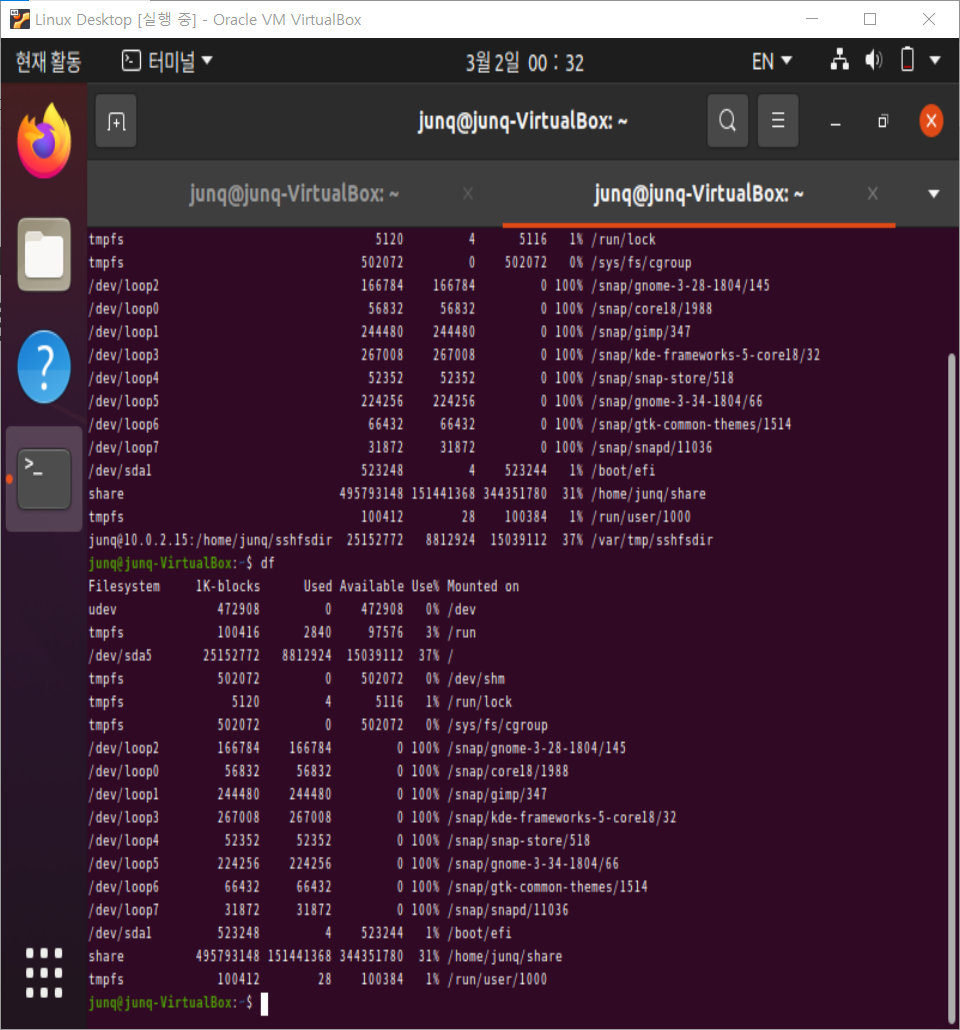 Linux Desktop [실행 중] - Oracle VM VirtualBox
현재 활동 터미널 3월 2일 00 : 32 EN
junq@junq-VirtualBox: ~
junq@junq-VirtualBox: ~ junq@junq-VirtualBox: ~
tmpfs 5120 4 5116 1% /run/lock
tmpfs 502072 0 502072 0% /sys/fs/cgroup
/dev/loop2 166784 166784 0 100% /snap/gnome-3-28-1804/145
/dev/loop0 56832 56832 0 100% /snap/core18/1988
/dev/loop1 244480 244480 0 100% /snap/gimp/347
/dev/loop3 267008 267008 0 100% /snap/kde-frameworks-5-core18/32
/dev/loop4 52352 52352 0 100% /snap/snap-store/518
/dev/loop5 224256 224256 0 100% /snap/gnome-3-34-1804/66
/dev/loop6 66432 66432 0 100% /snap/gtk-common-themes/1514
/dev/loop7 31872 31872 0 100% /snap/snapd/11036
/dev/sda1 523248 4 523244 1% /boot/efi
share 495793148 151441368 344351780 31% /home/junq/share
tmpfs 100412 28 100384 1% /run/user/1000
junq@10.0.2.15:/home/junq/sshfsdir 25152772 8812924 15039112 37% /var/tmp/sshfsdir
junq@junq-VirtualBox:~$ df
Filesystem 1K-blocks Used Available Use% Mounted on
udev 472908 0 472908 0% /dev
tmpfs 100416 2840 97576 3% /run
/dev/sda5 25152772 8812924 15039112 37% /
tmpfs 502072 0 502072 0% /dev/shm
tmpfs 5120 4 5116 1% /run/lock
tmpfs 502072 0 502072 0% /sys/fs/cgroup
/dev/loop2 166784 166784 0 100% /snap/gnome-3-28-1804/145
/dev/loop0 56832 56832 0 100% /snap/core18/1988
/dev/loop1 244480 244480 0 100% /snap/gimp/347
/dev/loop3 267008 267008 0 100% /snap/kde-frameworks-5-core18/32
/dev/loop4 52352 52352 0 100% /snap/snap-store/518
/dev/loop5 224256 224256 0 100% /snap/gnome-3-34-1804/66
/dev/loop6 66432 66432 0 100% /snap/gtk-common-themes/1514
/dev/loop7 31872 31872 0 100% /snap/snapd/11036
/dev/sda1 523248 4 523244 1% /boot/efi
share 495793148 151441368 344351780 31% /home/junq/share
tmpfs 100412 28 100384 1% /run/user/1000
junq@junq-VirtualBox:~$